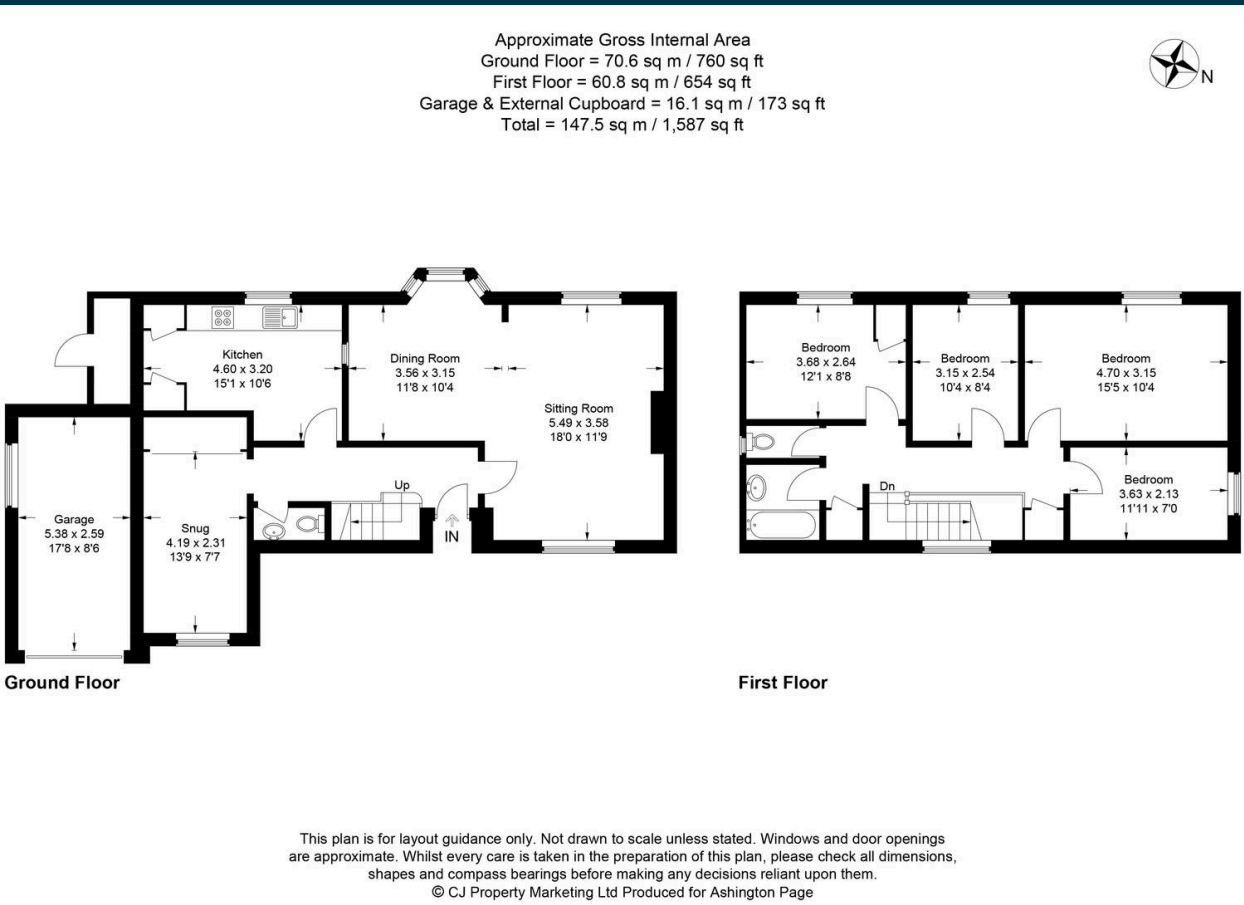 Approximate Gross Internal Area
Ground Floor = 70.6 sq m / 760 sq ft
First Floor = 60.8 sq m / 654 sq ft
Garage & External Cupboard = 16.1 sq m / 173 sq ft
Total = 147.5 sq m / 1,587 sq ft
N
Kitchen
4.60 x 3.20
15'1 x 10'6
Dining Room
3.56 x 3.15
11'8 x 10'4
Sitting Room
5.49 x 3.58
18'0 x 11'9
Up
IN
Garage
5.38 x 2.59
17'8 x 8'6
Snug
4.19 x 2.31
13'9 x 7'7
Ground Floor
Bedroom
3.68 x 2.64
12'1 x 8'8
Bedroom
3.15 x 2.54
10'4 x 8'4
Bedroom
4.70 x 3.15
15'5 x 10'4
Dn
Bedroom
3.63 x 2.13
11'11 x 7'0
First Floor
This plan is for layout guidance only. Not drawn to scale unless stated. Windows and door openings
are approximate. Whilst every care is taken in the preparation of this plan, please check all dimensions,
shapes and compass bearings before making any decisions reliant upon them.
© CJ Property Marketing Ltd Produced for Ashington Page